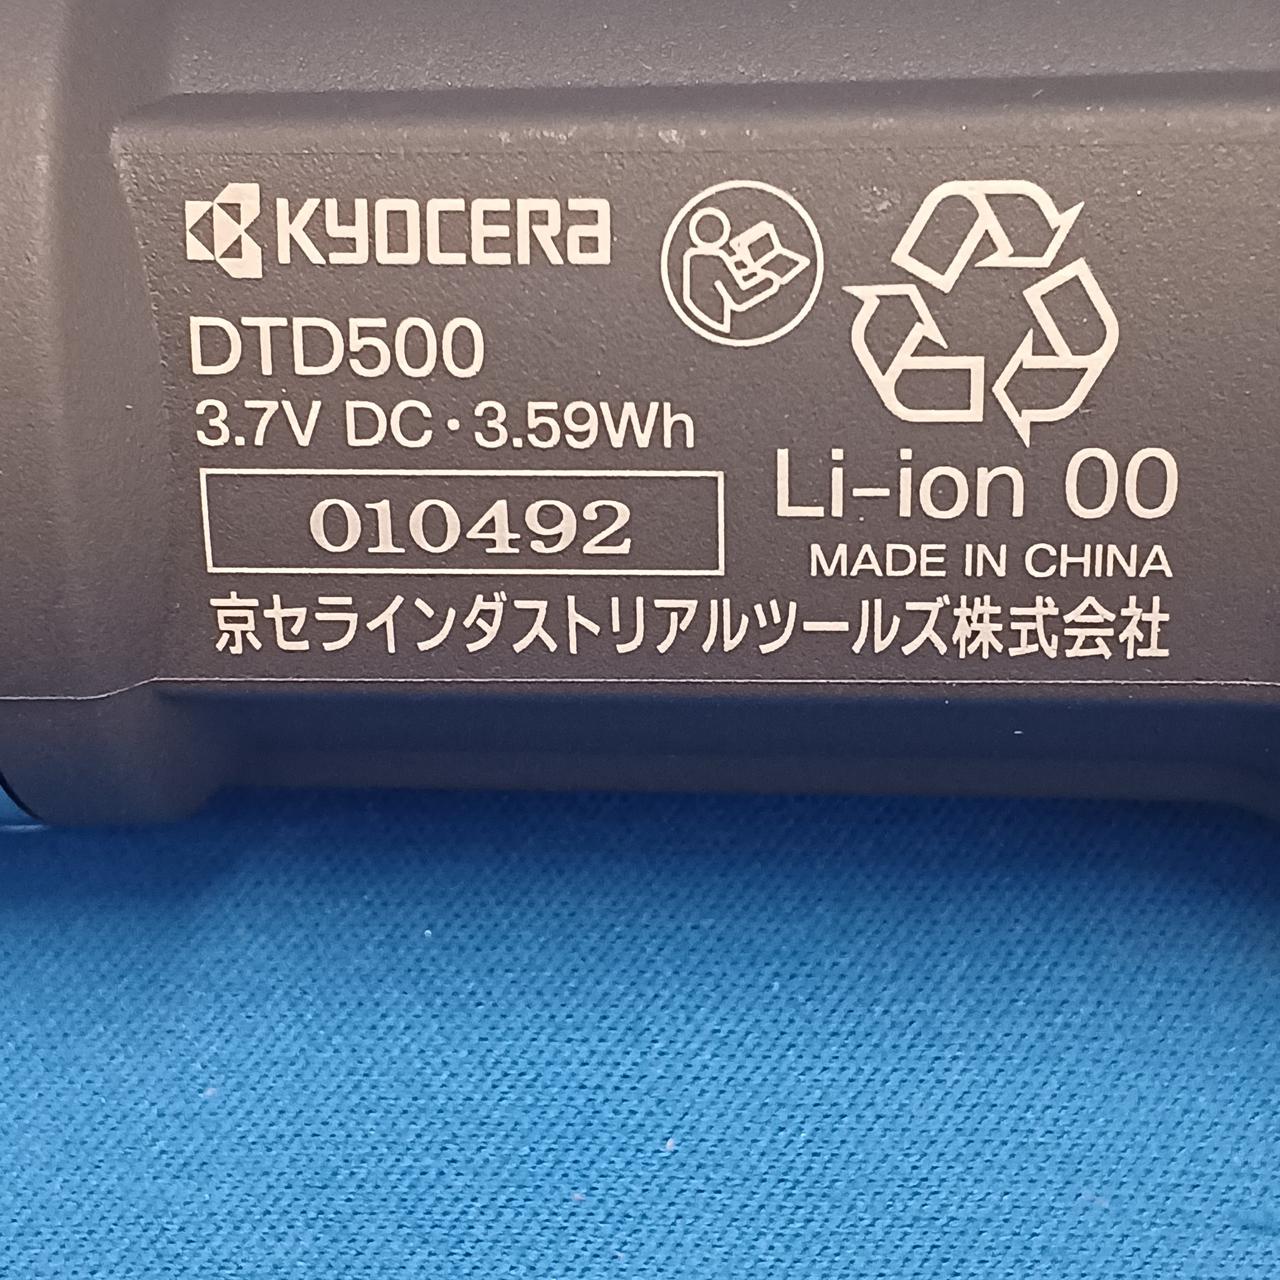 KYOCERA
DTD500
3.7V DC・3.59Wh
010492
Li-ion 00
MADE IN CHINA
京セラインダストリアルツールズ株式会社